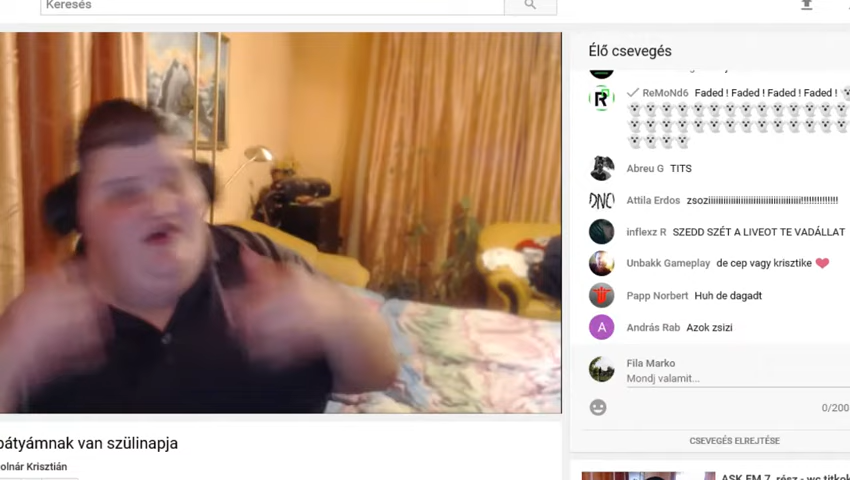 Keresés
Élő csevegés
ReMoNd6 Faded ! Faded ! Faded ! Faded !
Abreu G TITS
Attila Erdos zsoziiiiiiiiiiiiiiiiiiiiiiiiiiiiiiiiiiiii!!!!!!!!!!!!!
inflexz R SZEDD SZÉT A LIVEOT TE VADÁLLAT
Unbakk Gameplay de cep vagy krisztike ❤
Papp Norbert Huh de dagadt
A András Rab Azok zsizi
Fila Marko
Mondj valamit...
0/200
CSEVEGÉS ELREJTÉSE
bátyámnak van szülinapja
olnár Krisztián
ASK.FM 7. rész - wc titkok